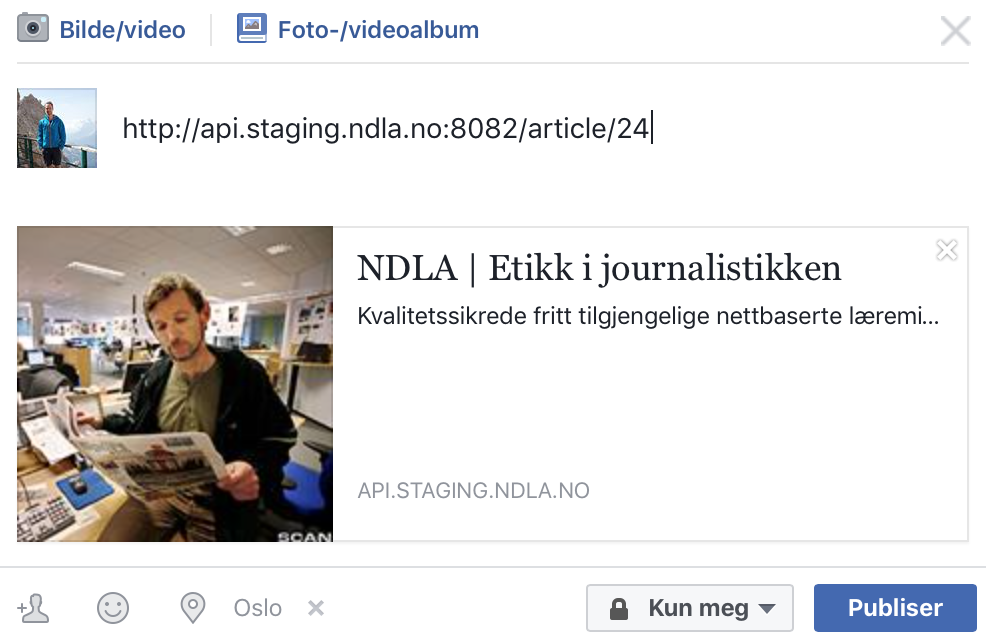 Bilde/video
Foto-/videoalbum
http://api.staging.ndla.no:8082/article/24
NDLA | Etikk i journalistikken
Kvalitetssikrede fritt tilgjengelige nettbaserte læremi...
SCAN
API.STAGING.NDLA.NO
Oslo
Kun meg
Publiser